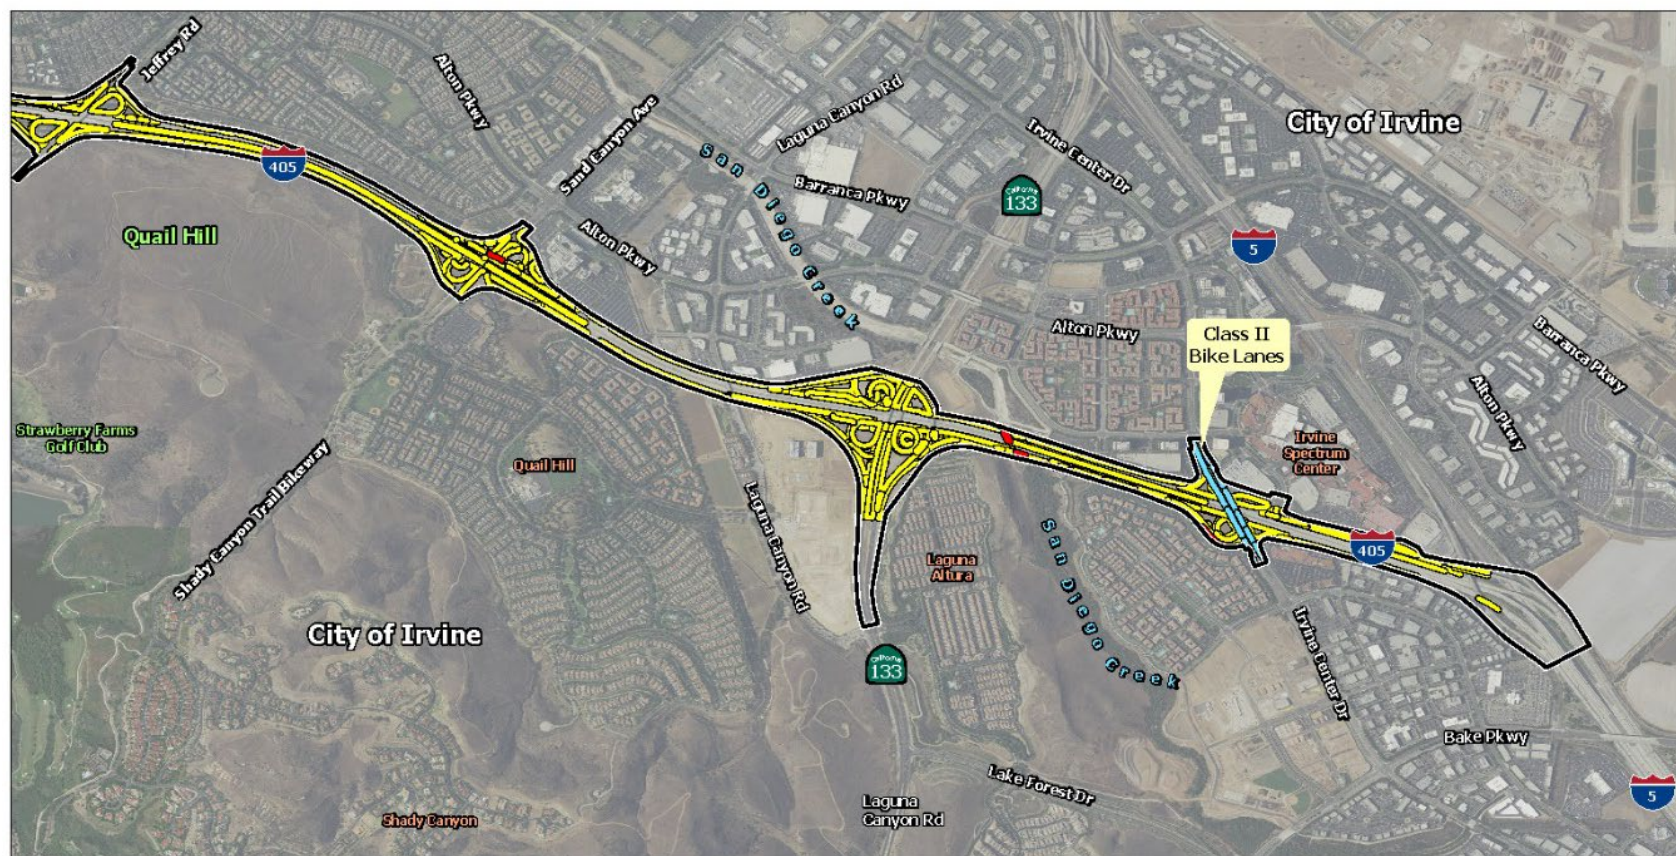 Jeffrey Rd
Alton Pkwy
Sand Canyon Ave
Laguna Canyon Rd
Irvine Center Dr
City of Irvine
405
San Diego Creek
Barranca Pkwy
California
133
Quail Hill
Alton Pkwy
5
Alton Pkwy
Class II
Bike Lanes
Barranca Pkwy
Alton Pkwy
Strawberry Farms
Golf Club
Quail Hill
Irvine
Spectrum
Center
Shady Canyon Trail Bikeway
Laguna Canyon Rd
Laguna
Altura
San Diego Creek
405
City of Irvine
California
133
Irvine Center Dr
Bake Pkwy
Lake Forest Dr
5
Laguna
Canyon Rd
Shady Canyon